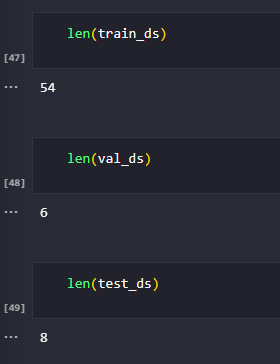 len(train_ds)
[47]
... 54
len(val_ds)
[48]
... 6
len(test_ds)
[49]
... 8